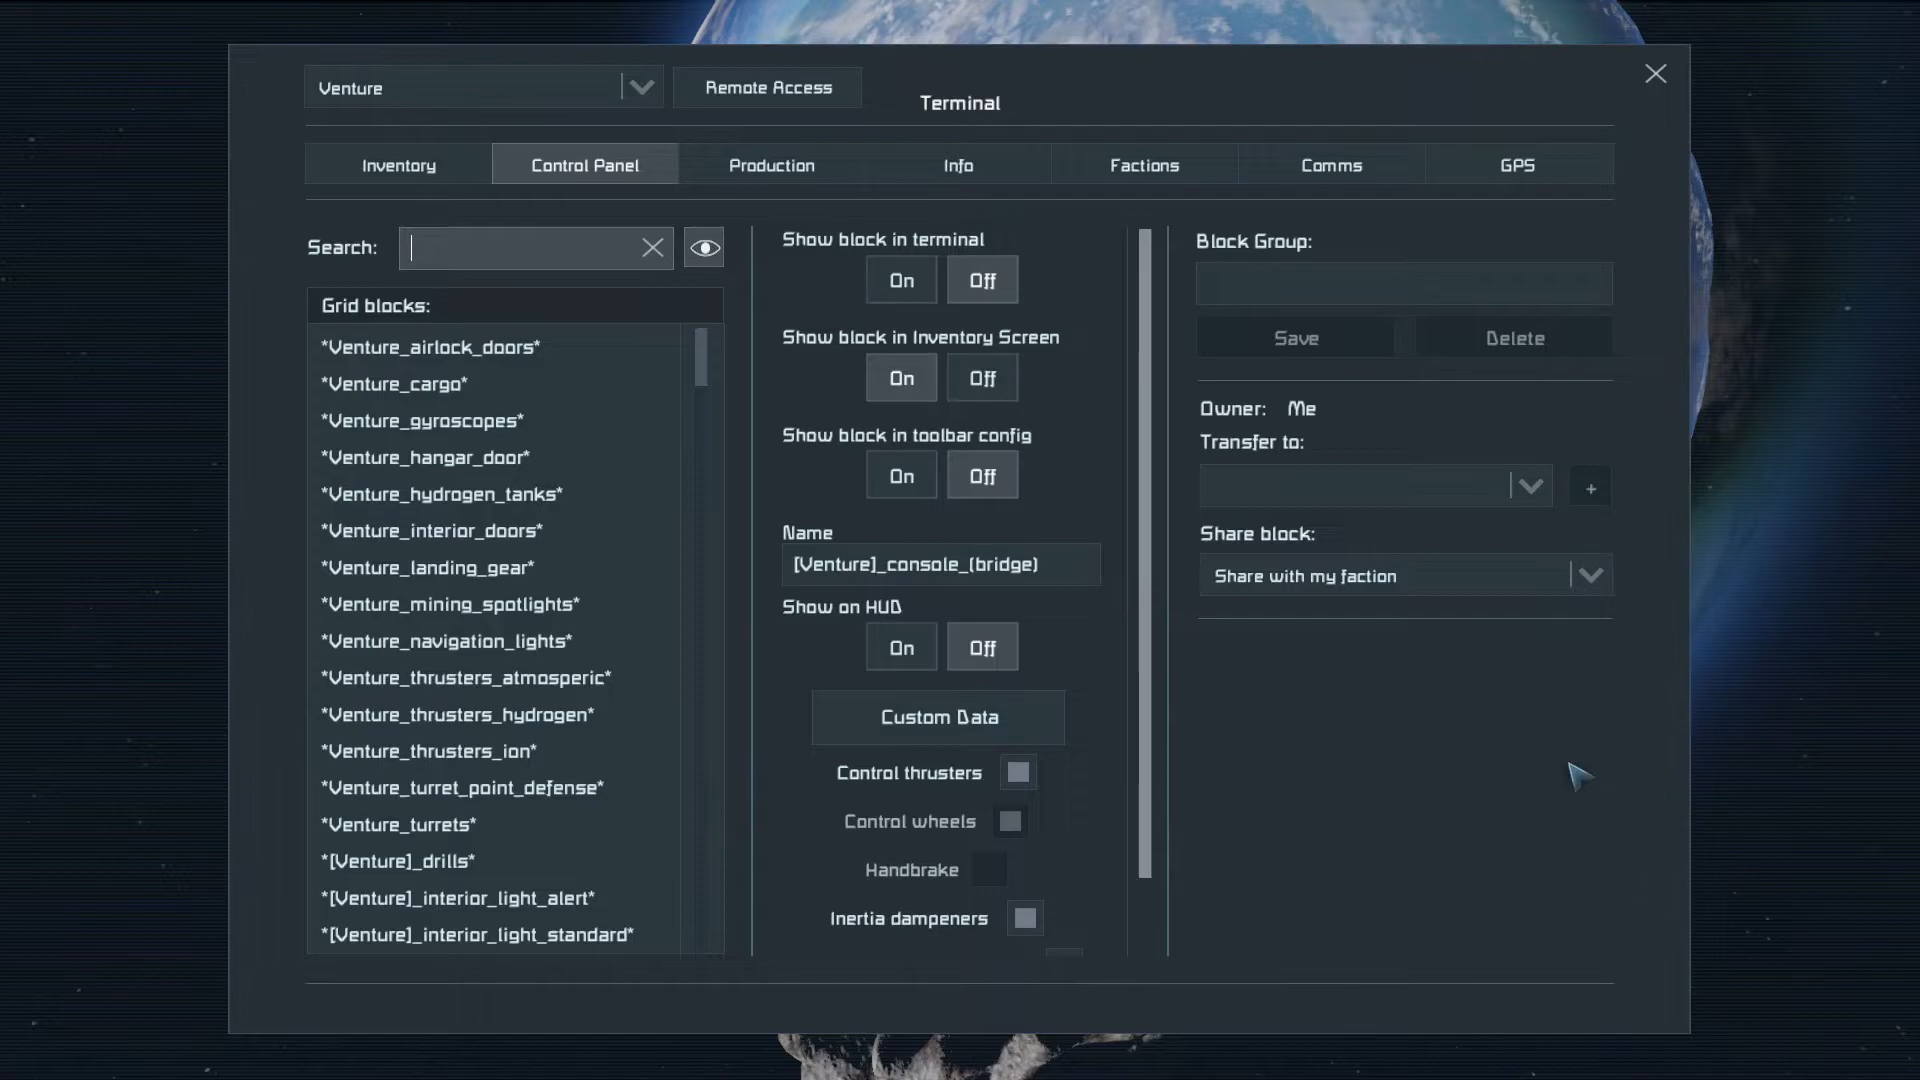 Venture
Remote Access
Terminal
Inventory
Control Panel
Production
Info
Factions
Comms
GPS
Search:
Grid blocks:
*Venture_airlock_doors*
*Venture_cargo*
*Venture_gyroscopes*
*Venture_hangar_door*
*Venture_hydrogen_tanks*
*Venture_interior_doors*
*Venture_landing_gear*
*Venture_mining_spotlights*
*Venture_navigation_lights*
*Venture_thrusters_atmosperic*
*Venture_thrusters_hydrogen*
*Venture_thrusters_ion*
*Venture_turret_point_defense*
*Venture_turrets*
*[Venture]_drills*
*[Venture]_interior_light_alert*
*[Venture]_interior_light_standard*
Show block in terminal
On Off
Show block in Inventory Screen
On Off
Show block in toolbar config
On Off
Name
[Venture]_console_(bridge)
Show on HUD
On Off
Custom Data
Control thrusters
Control wheels
Handbrake
Inertia dampeners
Block Group:
Save Delete
Owner: Me
Transfer to:
+
Share block:
Share with my faction